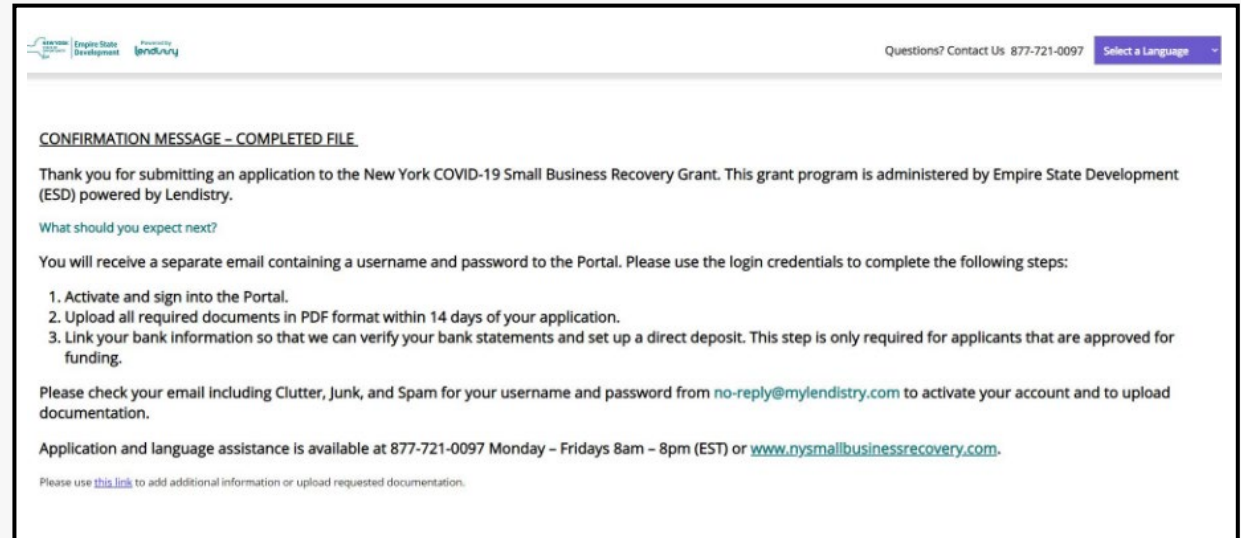 Empire State
Development
Powered by
lendistry
Questions? Contact Us 877-721-0097
Select a Language
CONFIRMATION MESSAGE – COMPLETED FILE
Thank you for submitting an application to the New York COVID-19 Small Business Recovery Grant. This grant program is administered by Empire State Development
(ESD) powered by Lendistry.
What should you expect next?
You will receive a separate email containing a username and password to the Portal. Please use the login credentials to complete the following steps:
1. Activate and sign into the Portal.
2. Upload all required documents in PDF format within 14 days of your application.
3. Link your bank information so that we can verify your bank statements and set up a direct deposit. This step is only required for applicants that are approved for
funding.
Please check your email including Clutter, Junk, and Spam for your username and password from no-reply@mylendistry.com to activate your account and to upload
documentation.
Application and language assistance is available at 877-721-0097 Monday – Fridays 8am – 8pm (EST) or www.nysmallbusinessrecovery.com.
Please use this link to add additional information or upload requested documentation.